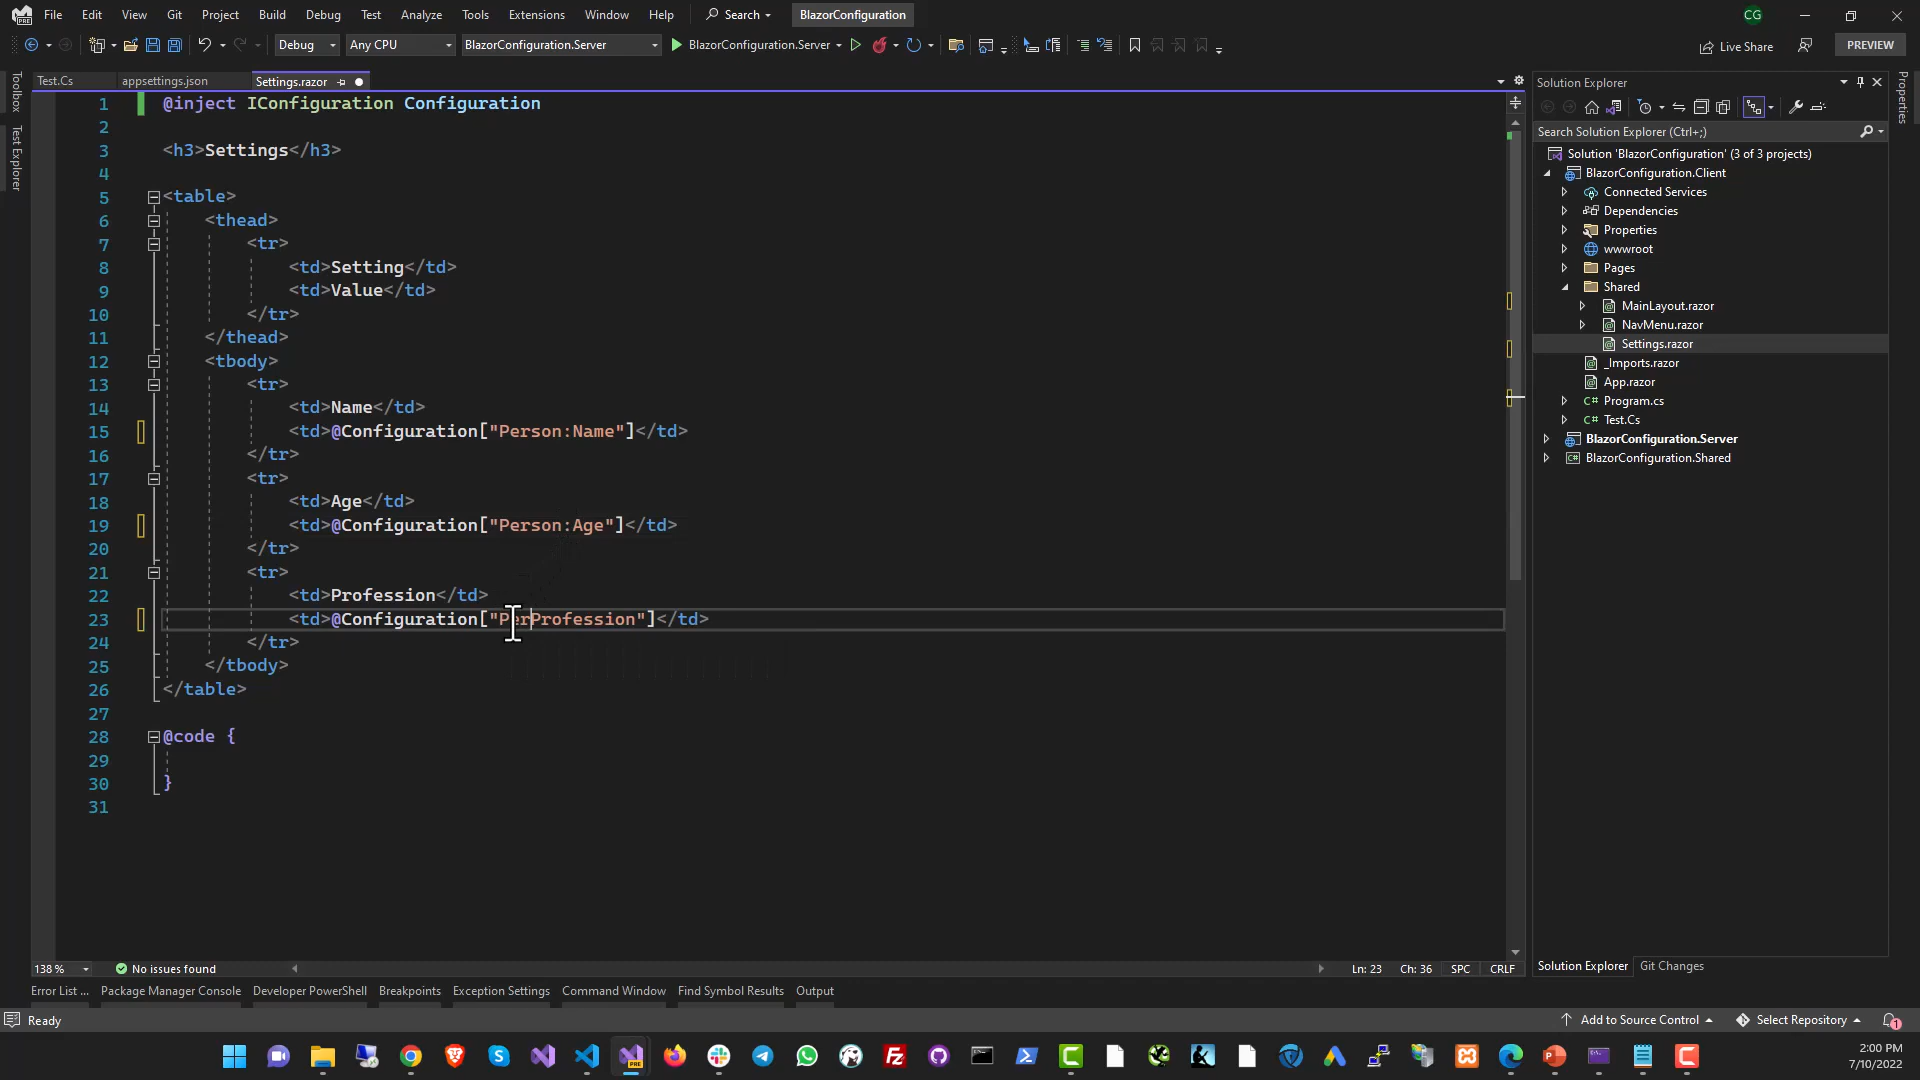 File Edit View Git Project Build Debug Test Analyze Tools Extensions Window Help Search BlazorConfiguration CG
Debug Any CPU BlazorConfiguration.Server BlazorConfiguration.Server Live Share PREVIEW
Toolbox
Test Explorer
Test.Cs appsettings.json Settings.razor
1 @inject IConfiguration Configuration
2
3 <h3>Settings</h3>
4
5 <table>
6 <thead>
7 <tr>
8 <td>Setting</td>
9 <td>Value</td>
10 </tr>
11 </thead>
12 <tbody>
13 <tr>
14 <td>Name</td>
15 <td>@Configuration["Person:Name"]</td>
16 </tr>
17 <tr>
18 <td>Age</td>
19 <td>@Configuration["Person:Age"]</td>
20 </tr>
21 <tr>
22 <td>Profession</td>
23 <td>@Configuration["PerProfession"]</td>
24 </tr>
25 </tbody>
26 </table>
27
28 @code {
29
30 }
31
Solution Explorer
Search Solution Explorer (Ctrl+;)
Solution 'BlazorConfiguration' (3 of 3 projects)
BlazorConfiguration.Client
Connected Services
Dependencies
Properties
wwwroot
Pages
Shared
MainLayout.razor
NavMenu.razor
Settings.razor
_Imports.razor
App.razor
C# Program.cs
C# Test.Cs
BlazorConfiguration.Server
BlazorConfiguration.Shared
Properties
Solution Explorer Git Changes
138 % No issues found Ln: 23 Ch: 36 SPC CRLF
Error List ... Package Manager Console Developer PowerShell Breakpoints Exception Settings Command Window Find Symbol Results Output
Ready Add to Source Control Select Repository 1
2:00 PM
7/10/2022